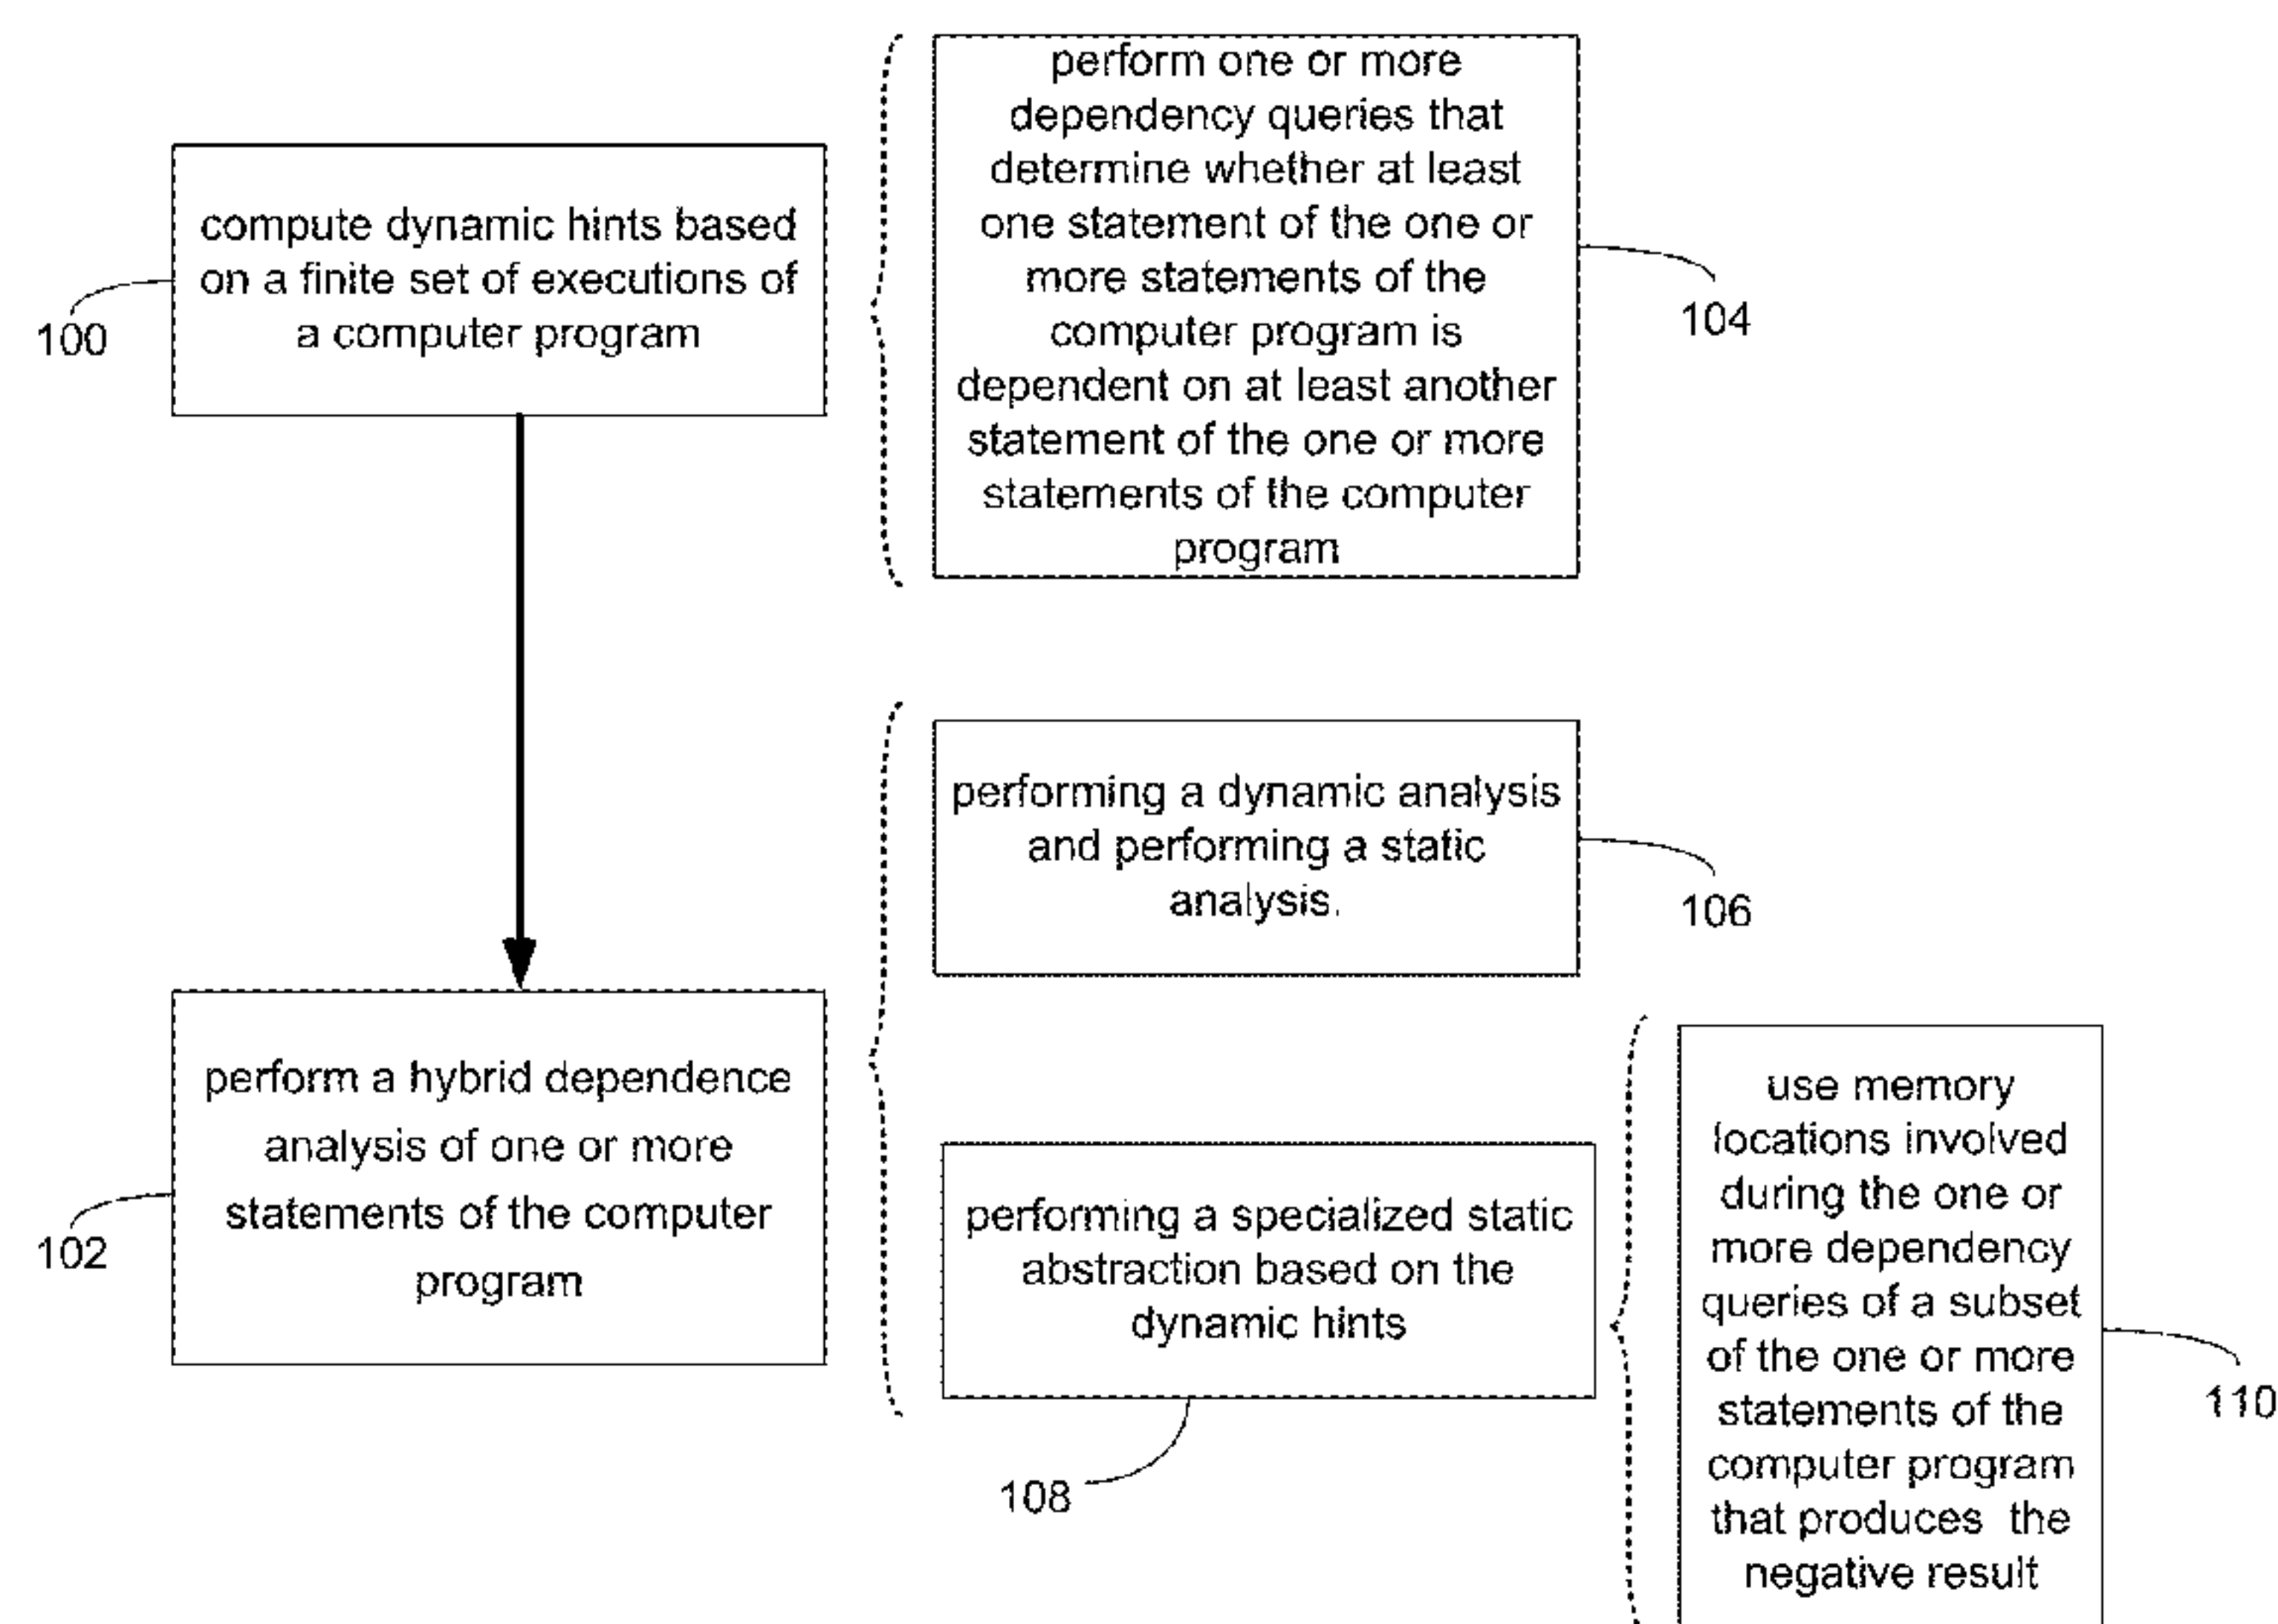 compute dynamic hints based
on a finite set of executions of
a computer program
100
perform one or more
dependency queries that
determine whether at least
one statement of the one or
more statements of the
computer program is
dependent on at least another
statement of the one or more
statements of the computer
program
104
performing a dynamic analysis
and performing a static
analysis.
106
perform a hybrid dependence
analysis of one or more
statements of the computer
program
102
performing a specialized static
abstraction based on the
dynamic hints
108
use memory
locations involved
during the one or
more dependency
queries of a subset
of the one or more
statements of the
computer program
that produces the
negative result
110